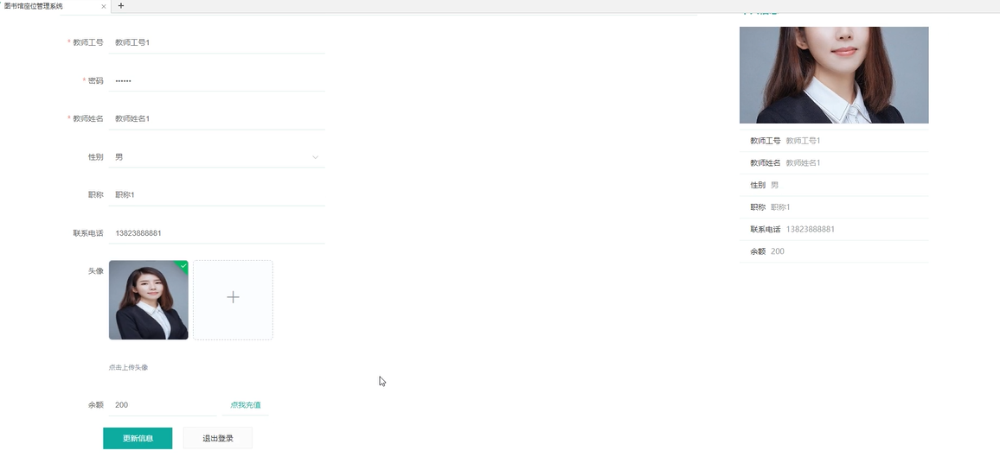 图书馆座位管理系统
* 教师工号 教师工号1
* 密码 ••••••
* 教师姓名 教师姓名1
性别 男
职称 职称1
联系电话 13823888881
头像
点击上传头像
余额 200 点我充值
更新信息 退出登录
教师工号 教师工号1
教师姓名 教师姓名1
性别 男
职称 职称1
联系电话 13823888881
余额 200